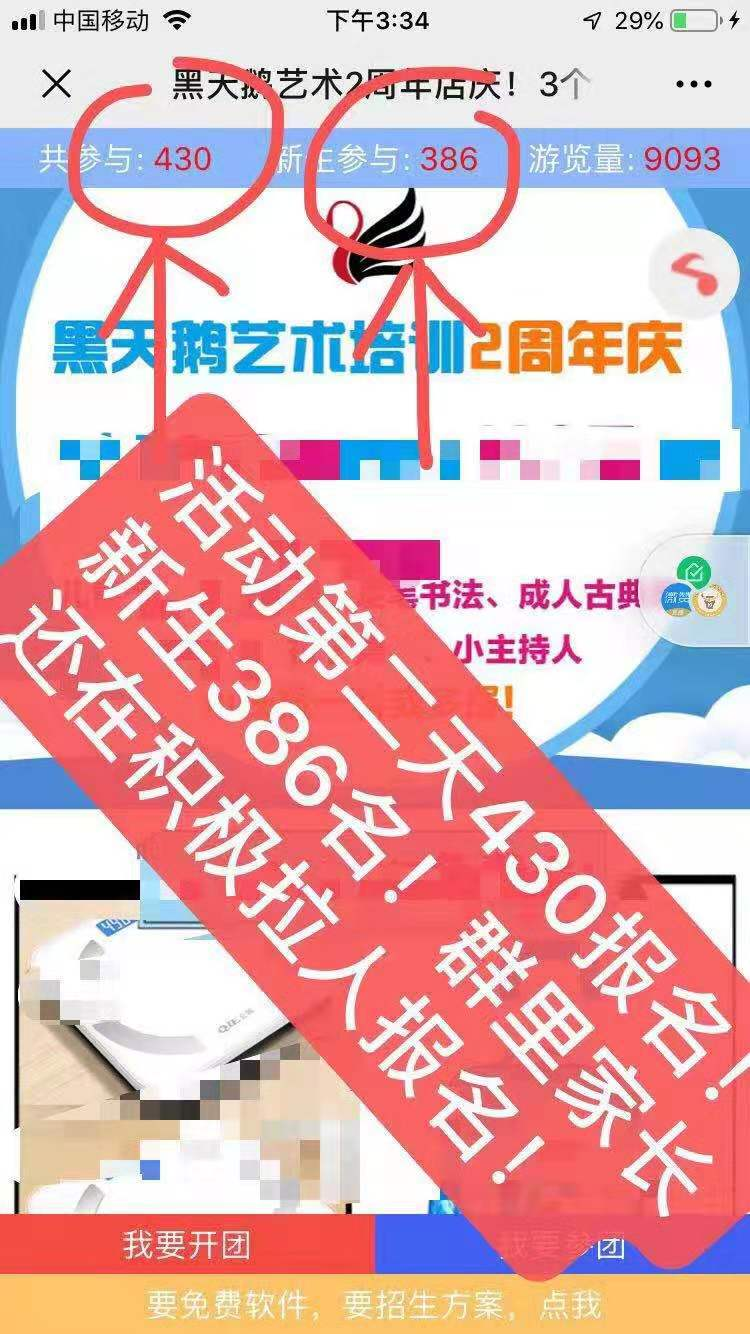 中国移动
下午3:34
29%
黑天鹅艺术2周年店庆！3个
共参与: 430
新生参与: 386
游览量: 9093
黑天鹅艺术培训2周年庆
书法、成人古典
、小主持人
活动第二天430报名！
新生386名！群里家长
还在积极拉人报名！
我要开团
我要参团
要免费软件，要招生方案，点我